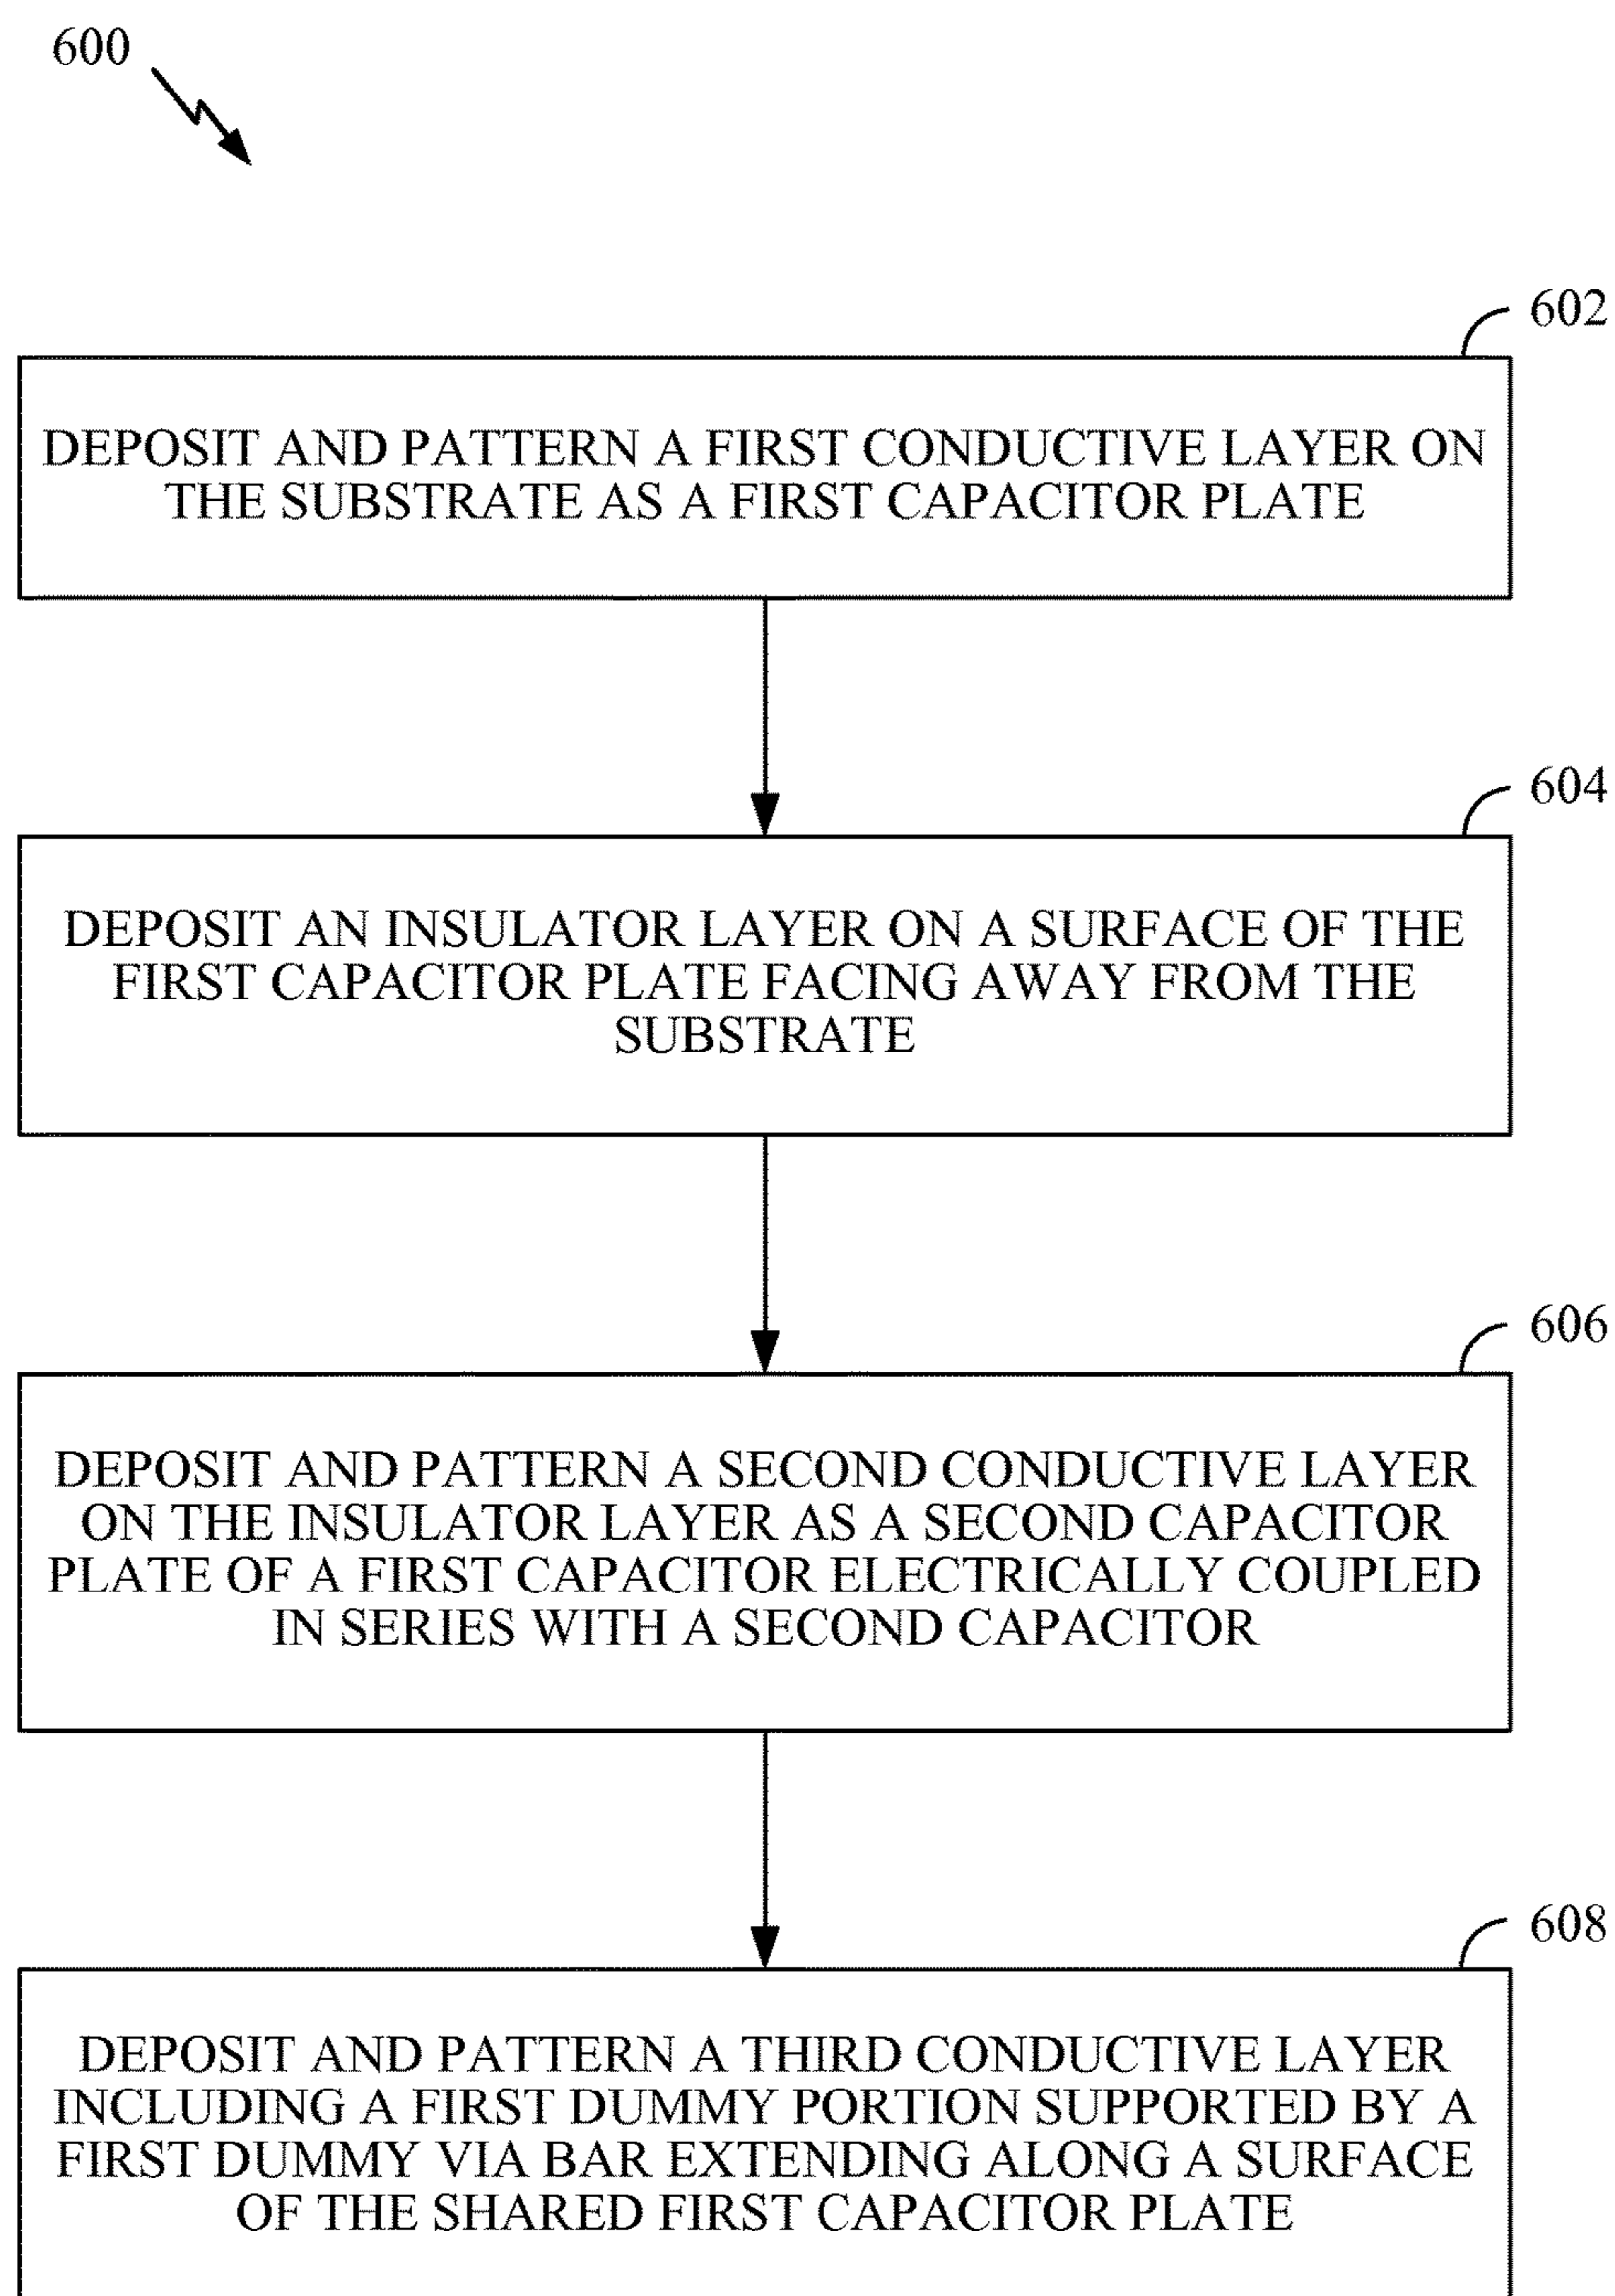 600
602
DEPOSIT AND PATTERN A FIRST CONDUCTIVE LAYER ON
THE SUBSTRATE AS A FIRST CAPACITOR PLATE
604
DEPOSIT AN INSULATOR LAYER ON A SURFACE OF THE
FIRST CAPACITOR PLATE FACING AWAY FROM THE
SUBSTRATE
606
DEPOSIT AND PATTERN A SECOND CONDUCTIVE LAYER
ON THE INSULATOR LAYER AS A SECOND CAPACITOR
PLATE OF A FIRST CAPACITOR ELECTRICALLY COUPLED
IN SERIES WITH A SECOND CAPACITOR
608
DEPOSIT AND PATTERN A THIRD CONDUCTIVE LAYER
INCLUDING A FIRST DUMMY PORTION SUPPORTED BY A
FIRST DUMMY VIA BAR EXTENDING ALONG A SURFACE
OF THE SHARED FIRST CAPACITOR PLATE